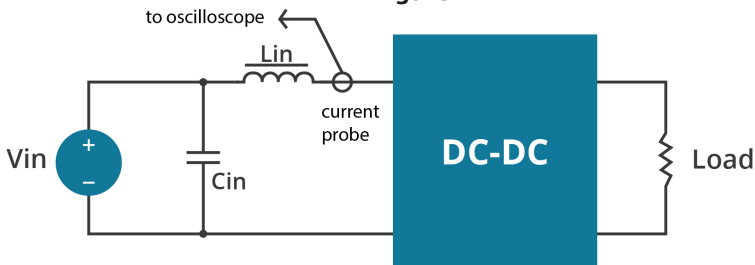 to oscilloscope
Lin
current
probe
+
Vin
−
Cin
DC-DC
Load